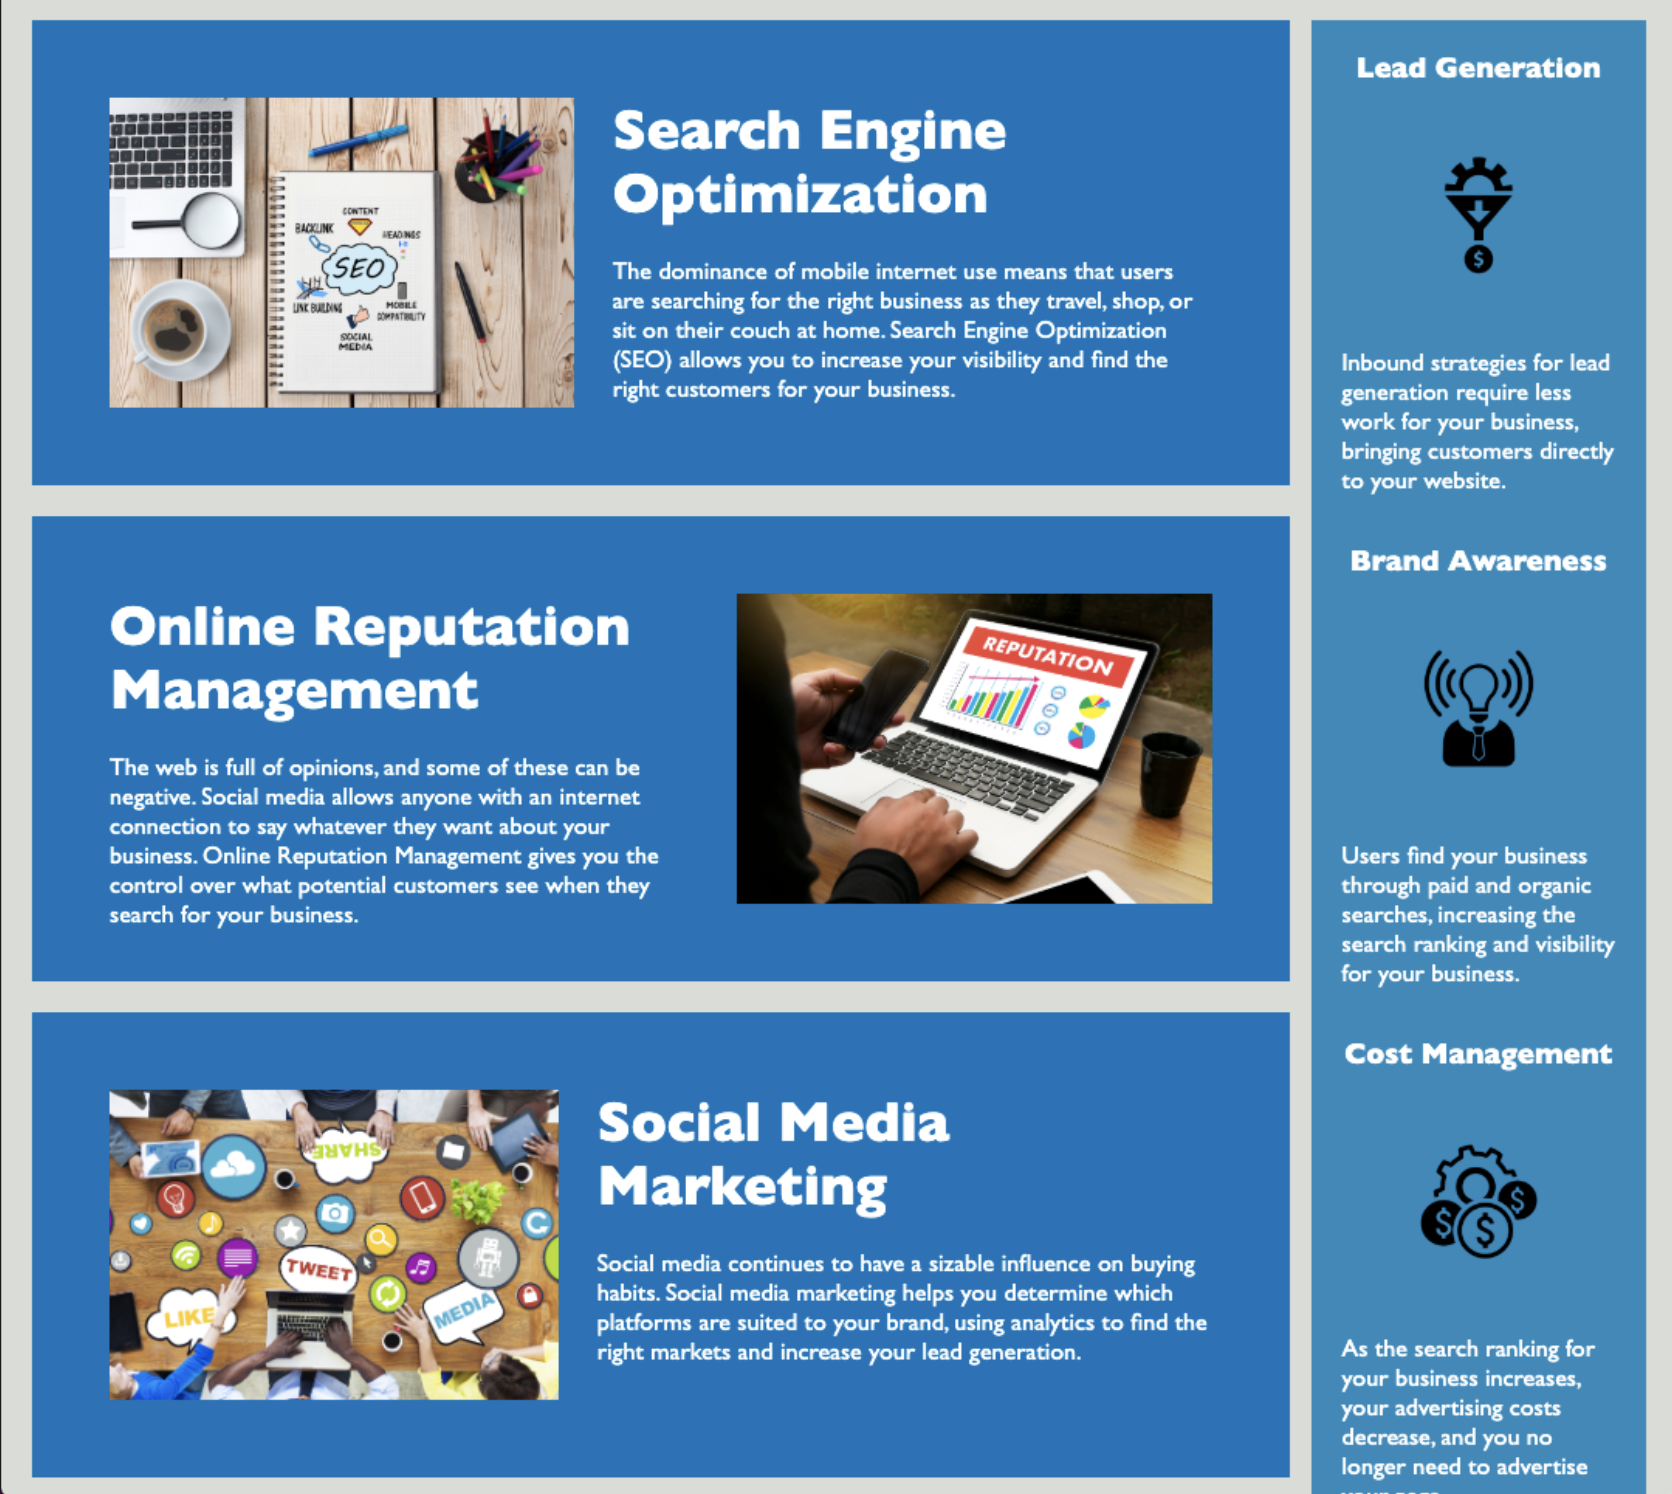 CONTENT
BACKLINK
HEADINGS
SEO
LINK BUILDING
MOBILE
COMPATIBILITY
SOCIAL
MEDIA
Search Engine
Optimization
The dominance of mobile internet use means that users
are searching for the right business as they travel, shop, or
sit on their couch at home. Search Engine Optimization
(SEO) allows you to increase your visibility and find the
right customers for your business.
Online Reputation
Management
The web is full of opinions, and some of these can be
negative. Social media allows anyone with an internet
connection to say whatever they want about your
business. Online Reputation Management gives you the
control over what potential customers see when they
search for your business.
REPUTATION
SHARE
TWEET
LIKE
MEDIA
Social Media
Marketing
Social media continues to have a sizable influence on buying
habits. Social media marketing helps you determine which
platforms are suited to your brand, using analytics to find the
right markets and increase your lead generation.
Lead Generation
$
Inbound strategies for lead
generation require less
work for your business,
bringing customers directly
to your website.
Brand Awareness
Users find your business
through paid and organic
searches, increasing the
search ranking and visibility
for your business.
Cost Management
$ $ $
As the search ranking for
your business increases,
your advertising costs
decrease, and you no
longer need to advertise